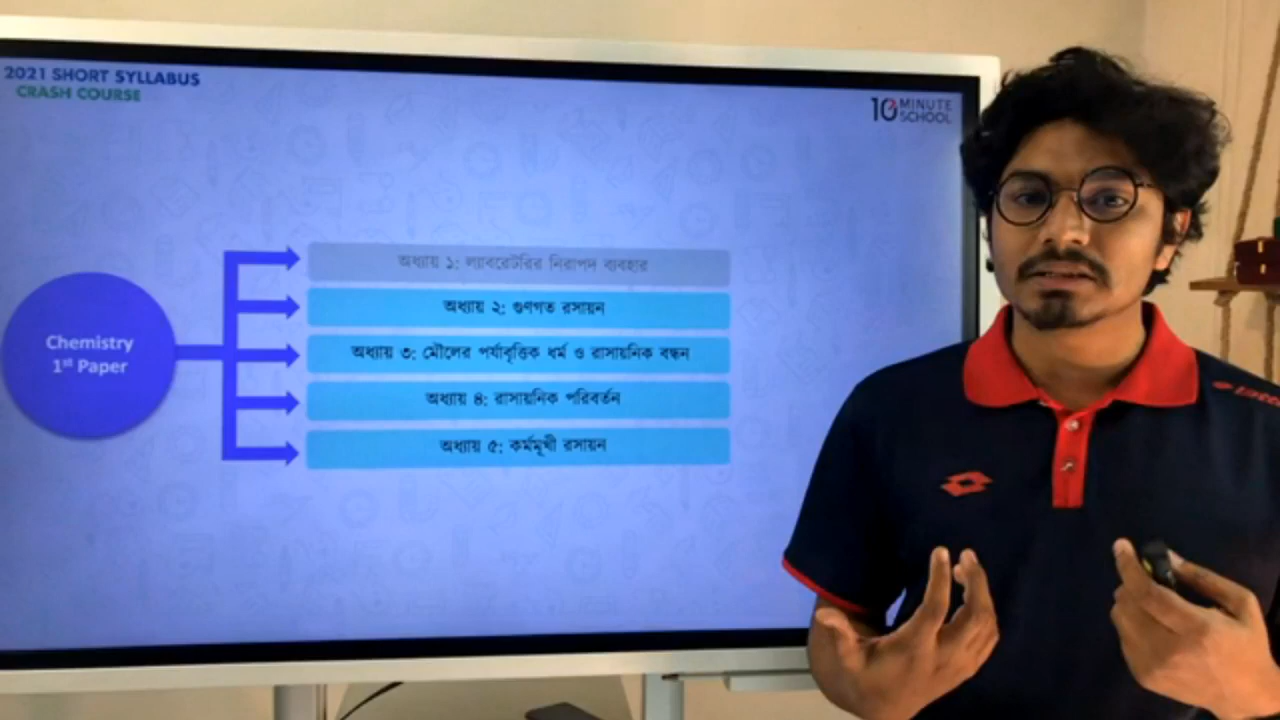 2021 SHORT SYLLABUS
CRASH COURSE
10 MINUTE
SCHOOL
Chemistry
1st Paper
অধ্যায় ১: ল্যাবরেটরির নিরাপদ ব্যবহার
অধ্যায় ২: গুণগত রসায়ন
অধ্যায় ৩: মৌলের পর্যাবৃত্তিক ধর্ম ও রাসায়নিক বন্ধন
অধ্যায় ৪: রাসায়নিক পরিবর্তন
অধ্যায় ৫: কর্মমূখী রসায়ন